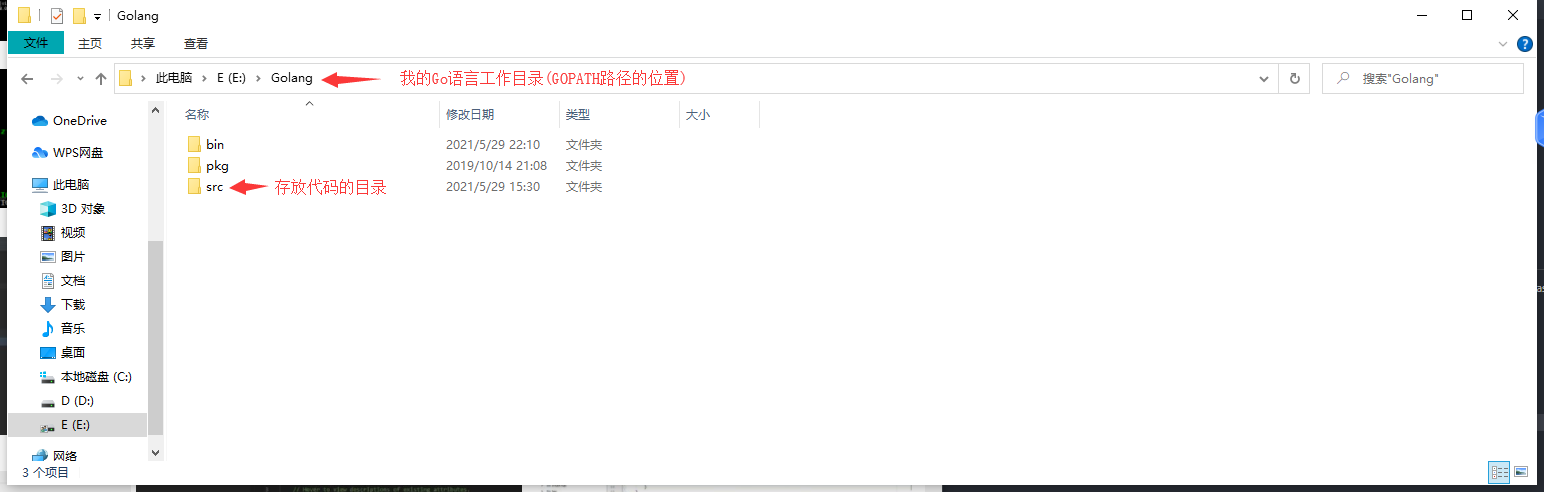 Golang
文件 主页 共享 查看
此电脑 E (E:) Golang 我的Go语言工作目录(GOPATH路径的位置) 搜索"Golang"
名称 修改日期 类型 大小
bin 2021/5/29 22:10 文件夹
pkg 2019/10/14 21:08 文件夹
src 存放代码的目录 2021/5/29 15:30 文件夹
OneDrive
WPS网盘
此电脑
3D 对象
视频
图片
文档
下载
音乐
桌面
本地磁盘 (C:)
D (D:)
E (E:)
网络
3 个项目